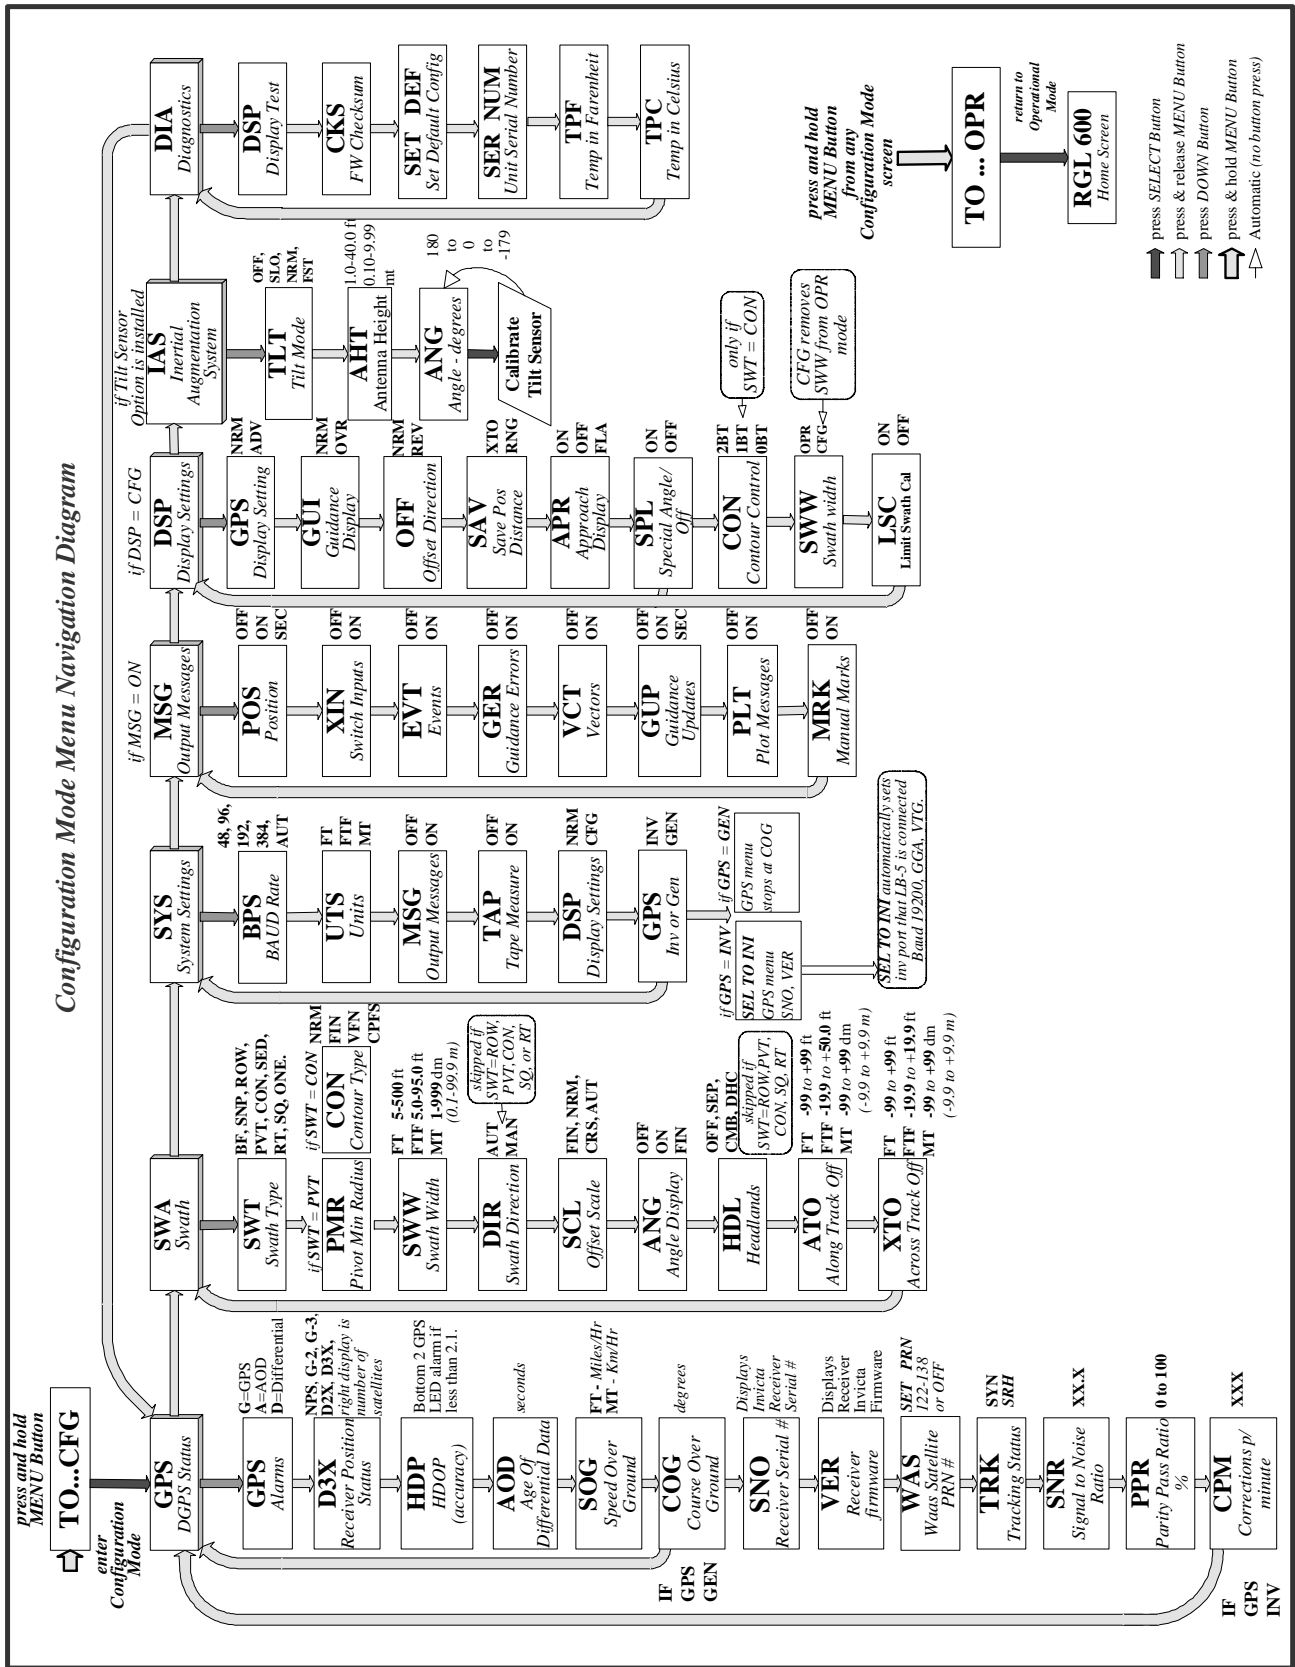 Configuration Mode Menu Navigation Diagram
press and hold
MENU Button
TO...CFG
enter
Configuration
Mode
GPS
DGPS Status
GPS
Alarms
G=GPS
A=AOD
D=Differential
D3X
Receiver Position
Status
NPS, G-2, G-3,
D2X, D3X,
right display is
number of
satellites
HDP
HDOP
(accuracy)
Bottom 2 GPS
LED alarm if
less than 2.1.
AOD
Age Of
Differential Data
seconds
SOG
Speed Over
Ground
FT - Miles/Hr
MT - Km/Hr
COG
Course Over
Ground
degrees
IF
GPS
GEN
SNO
Receiver Serial #
Displays
Invicta
Receiver
Serial #
VER
Receiver
firmware
Displays
Receiver
Invicta
Firmware
WAS
Waas Satellite
PRN #
SET PRN
122-138
or OFF
TRK
Tracking Status
SYN
SRH
SNR
Signal to Noise
Ratio
XX.X
PPR
Parity Pass Ratio
%
0 to 100
CPM
Corrections p/
minute
XXX
IF
GPS
INV
SWA
Swath
SWT
Swath Type
BF, SNP, ROW,
PVT, CON, SED,
RT, SQ, ONE.
if SWT = PVT
PMR
Pivot Min Radius
if SWT = CON
CON
Contour Type
NRM
FIN
VFN
CPFS
SWW
Swath Width
FT 5-500 ft
FTF 5.0-95.0 ft
MT 1-999 dm
(0.1-99.9 m)
DIR
Swath Direction
AUT
MAN
skipped if
SWT=ROW,
PVT.CON,
SQ, or RT
SCL
Offset Scale
FIN, NRM,
CRS, AUT
ANG
Angle Display
OFF
ON
FIN
HDL
Headlands
OFF, SEP,
CMB, DHC
skipped if
SWT=ROW,PVT,
CON, SQ, RT
ATO
Along Track Off
FT -99 to +99 ft
FTF -19.9 to +50.0 ft
MT -99 to +99 dm
(-9.9 to +9.9 m)
XTO
Across Track Off
FT -99 to +99 ft
FTF -19.9 to +19.9 ft
MT -99 to +99 dm
(-9.9 to +9.9 m)
SYS
System Settings
BPS
BAUD Rate
48, 96,
192,
384,
AUT
UTS
Units
FT
FTF
MT
MSG
Output Messages
OFF
ON
TAP
Tape Measure
OFF
ON
DSP
Display Settings
NRM
CFG
GPS
Inv or Gen
INV
GEN
if GPS = INV
SEL TO INI
GPS menu
SNO, VER
if GPS = GEN
GPS menu
stops at COG
SEL TO INI automatically sets
inv port that LB-5 is connected
Baud 19200, GGA, VTG.
if MSG = ON
MSG
Output Messages
POS
Position
OFF
ON
SEC
XIN
Switch Inputs
OFF
ON
EVT
Events
OFF
ON
GER
Guidance Errors
OFF
ON
VCT
Vectors
OFF
ON
GUP
Guidance
Updates
OFF
ON
SEC
PLT
Plot Messages
OFF
ON
MRK
Manual Marks
OFF
ON
if DSP = CFG
DSP
Display Settings
GPS
Display Setting
NRM
ADV
GUI
Guidance
Display
NRM
OVR
OFF
Offset Direction
NRM
REV
SAV
Save Pos
Distance
XTO
RNG
APR
Approach
Display
ON
OFF
FLA
SPL
Special Angle/
Off
ON
OFF
CON
Contour Control
2BT
1BT
0BT
only if
SWT = CON
SWW
Swath width
OPR
CFG
CFG removes
SWW from OPR
mode
LSC
Limit Swath Cal
ON
OFF
if Tilt Sensor
Option is installed
IAS
Inertial
Augmentation
System
TLT
Tilt Mode
OFF,
SLO,
NRM,
FST
AHT
Antenna Height
1.0-40.0 ft
0.10-9.99
mt
ANG
Angle - degrees
180
to
0
to
-179
Calibrate
Tilt Sensor
DIA
Diagnostics
DSP
Display Test
CKS
FW Checksum
SET DEF
Set Default Config
SER NUM
Unit Serial Number
TPF
Temp in Farenheit
TPC
Temp in Celsius
press and hold
MENU Button
from any
Configuration Mode
screen
TO ... OPR
return to
Operational
Mode
RGL 600
Home Screen
press SELECT Button
press & release MENU Button
press DOWN Button
press & hold MENU Button
Automatic (no button press)